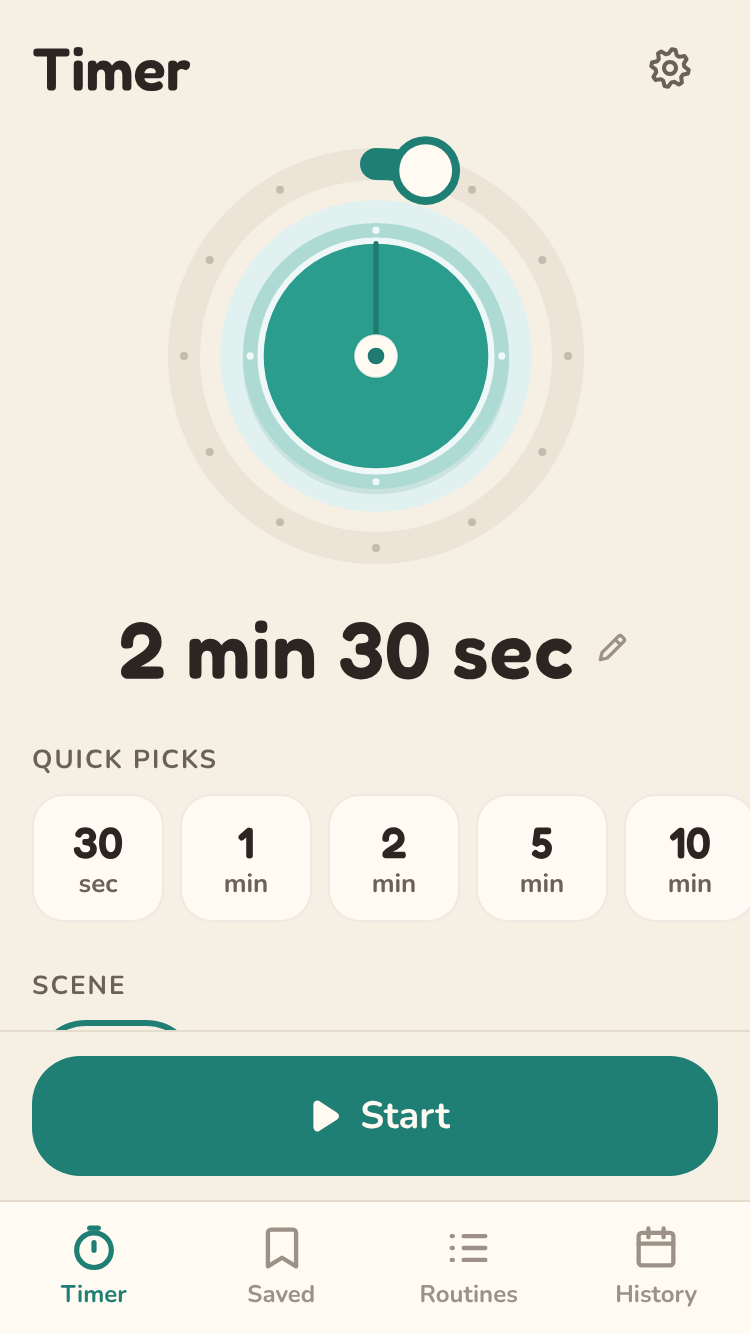 Timer
2 min 30 sec
QUICK PICKS
30 1 2 5 10
sec min min min min
SCENE
Start
Timer Saved Routines History